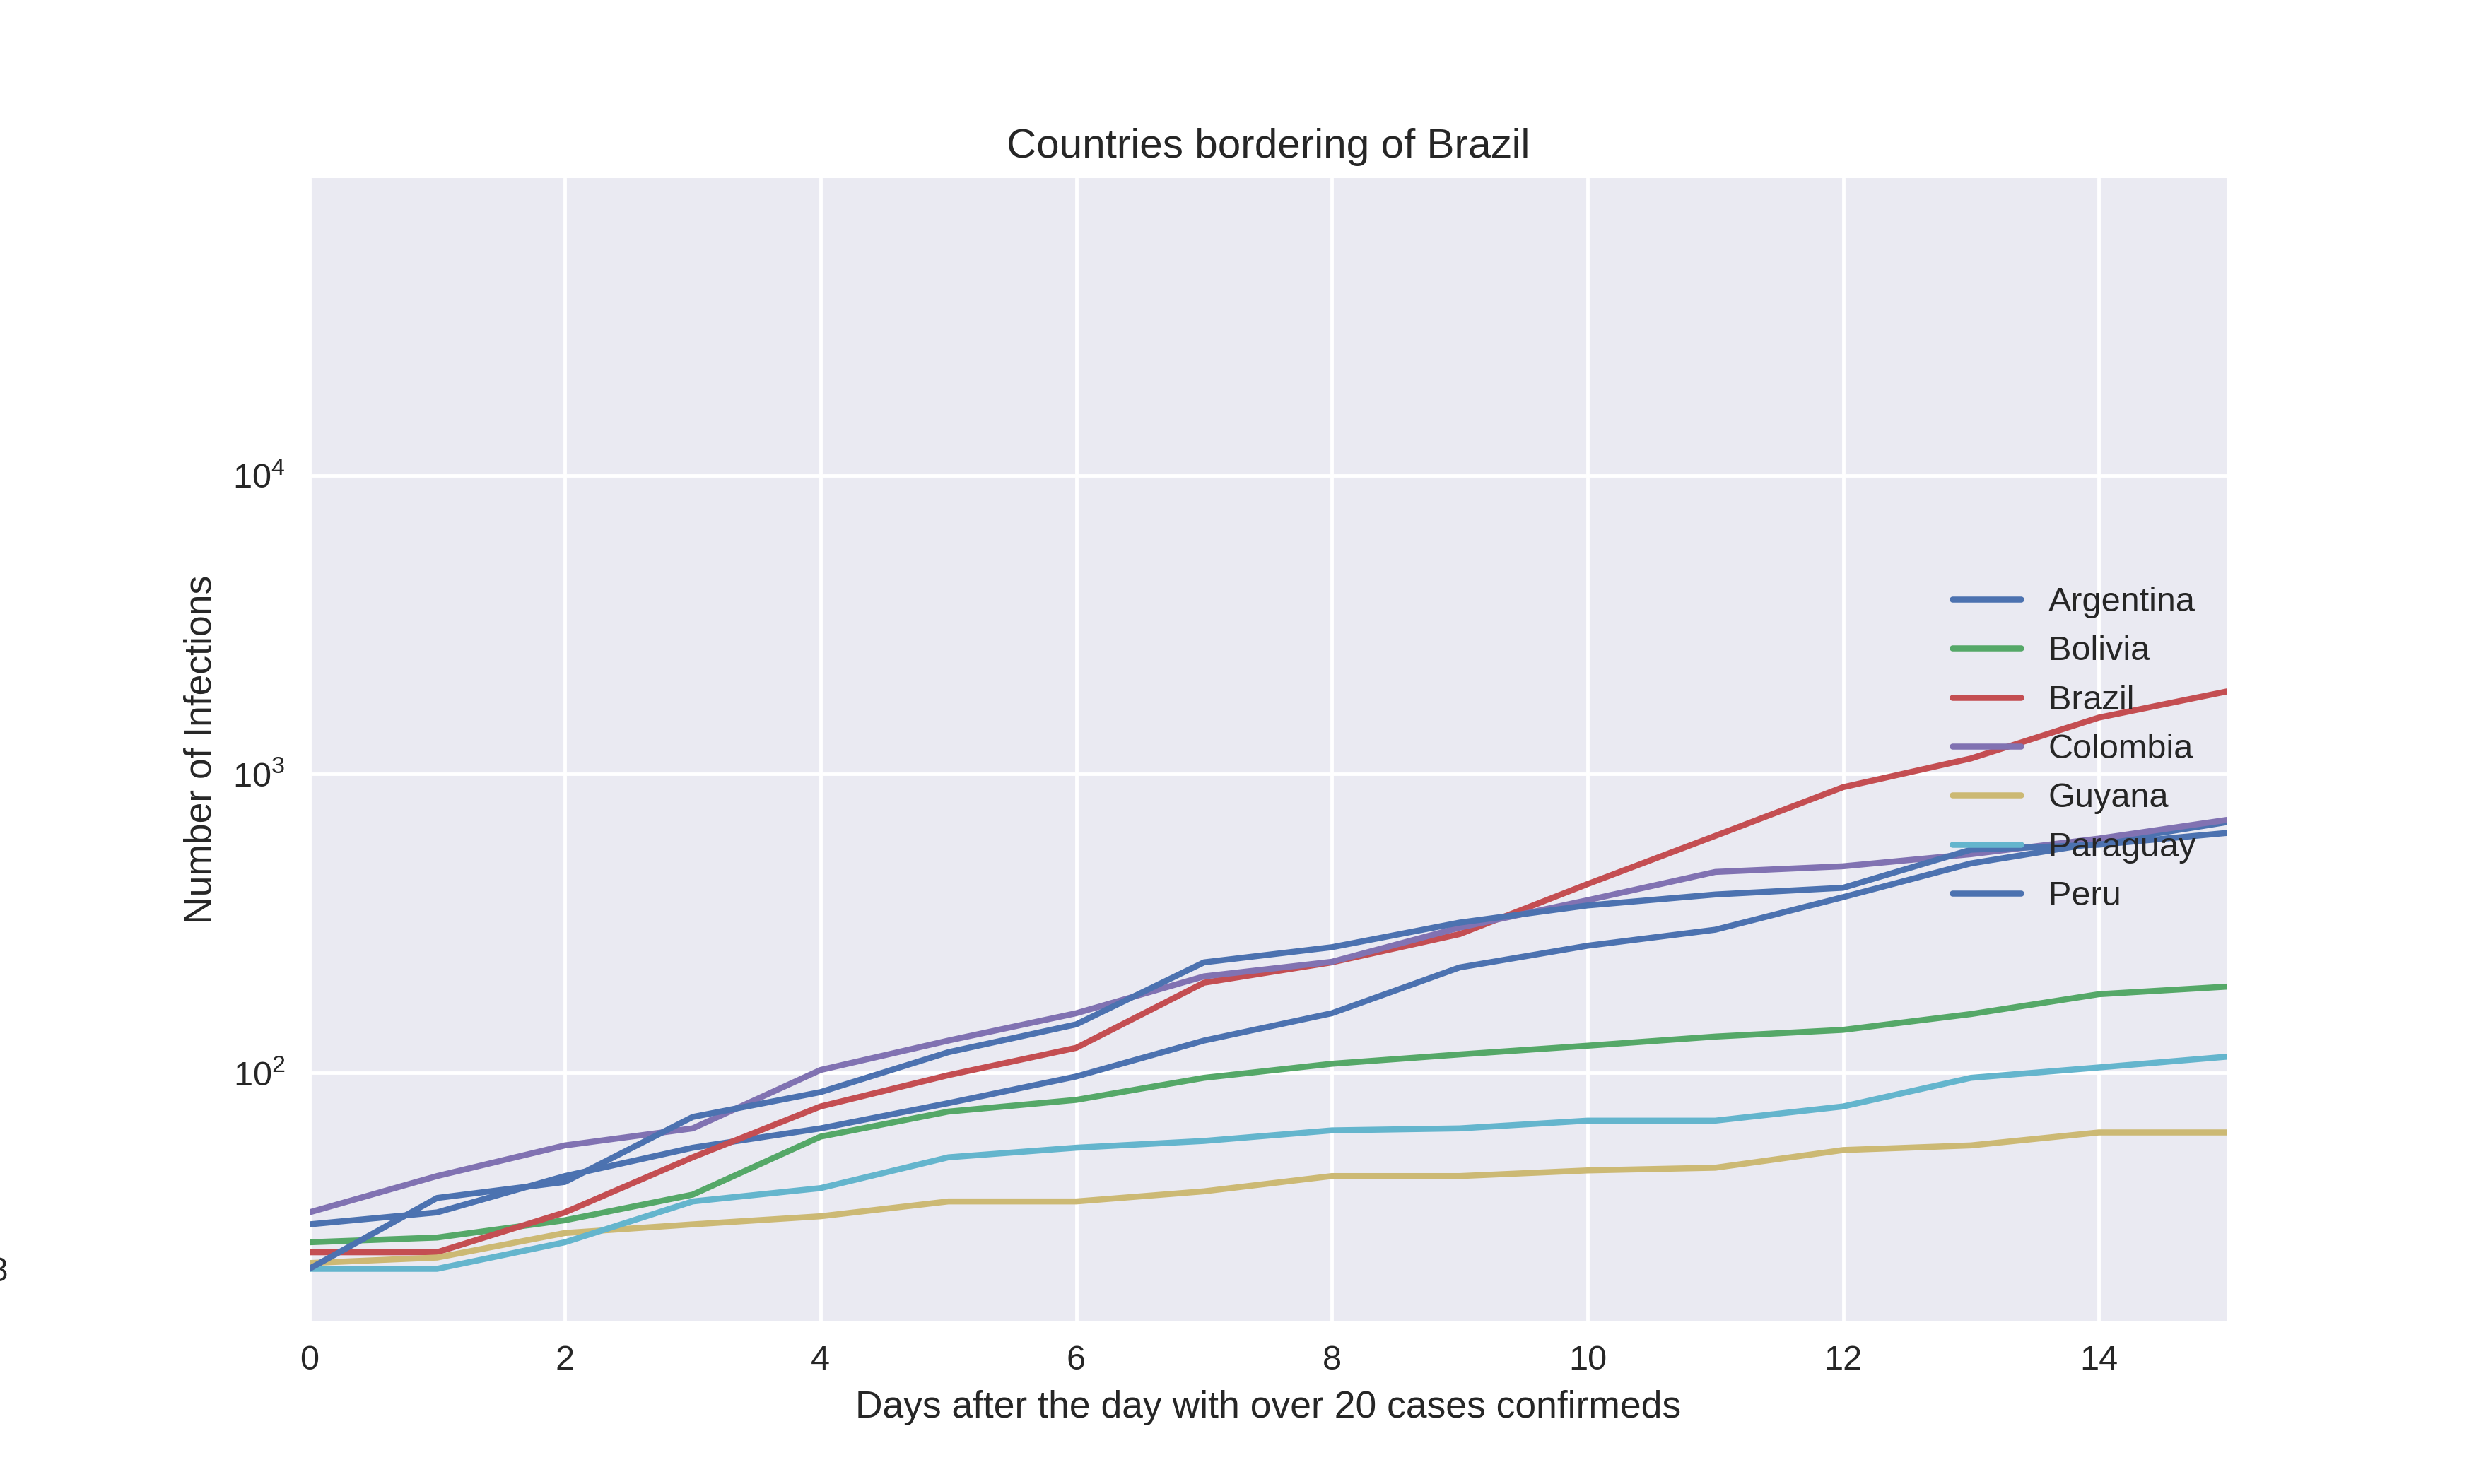 Countries bordering of Brazil
Number of Infections
10⁴
10³
10²
Argentina
Bolivia
Brazil
Colombia
Guyana
Paraguay
Peru
0 2 4 6 8 10 12 14
Days after the day with over 20 cases confirmeds